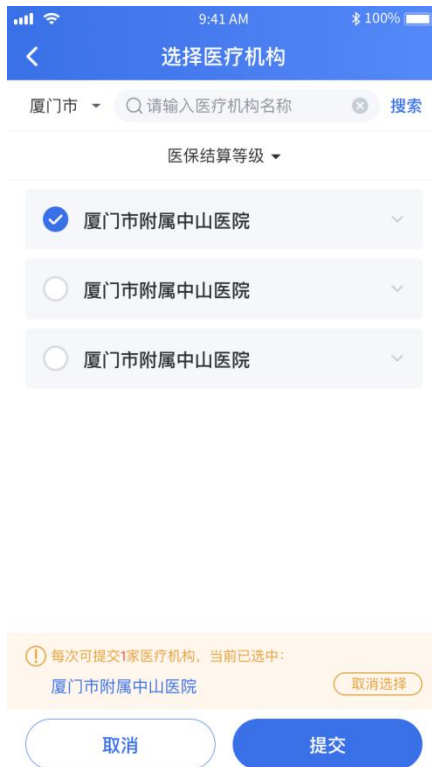 9:41 AM
100%
选择医疗机构
厦门市
请输入医疗机构名称
搜索
医保结算等级
厦门市附属中山医院
厦门市附属中山医院
厦门市附属中山医院
每次可提交1家医疗机构，当前已选中：
厦门市附属中山医院
取消选择
取消
提交